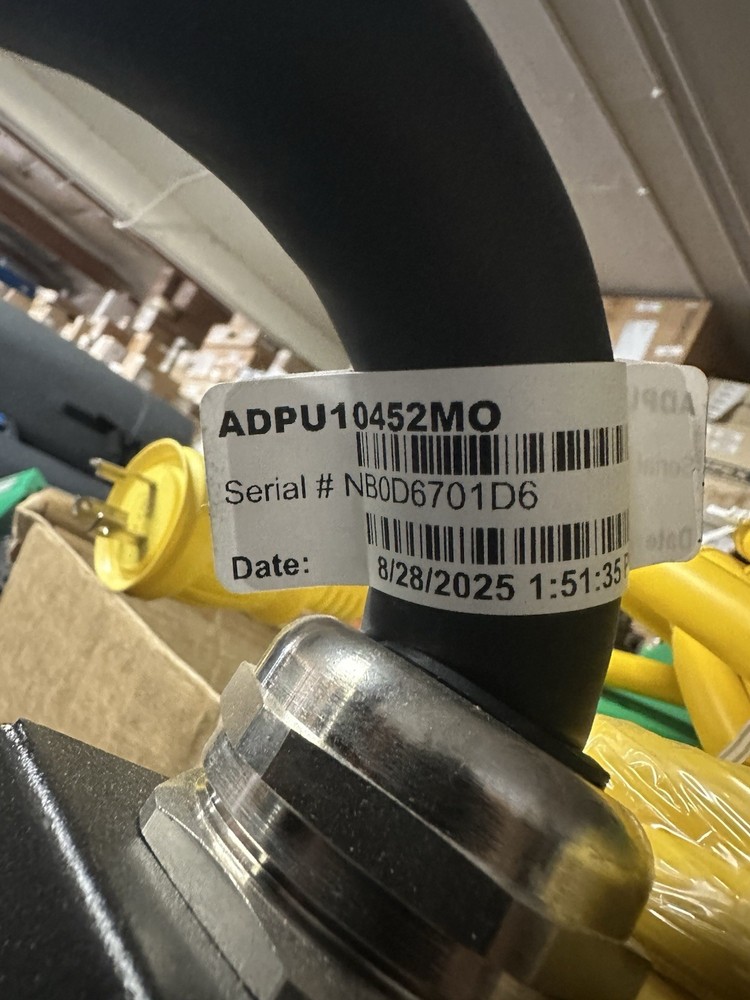 ADPU10452MO
Serial # NB0D6701D6
Date: 8/28/2025 1:51:35